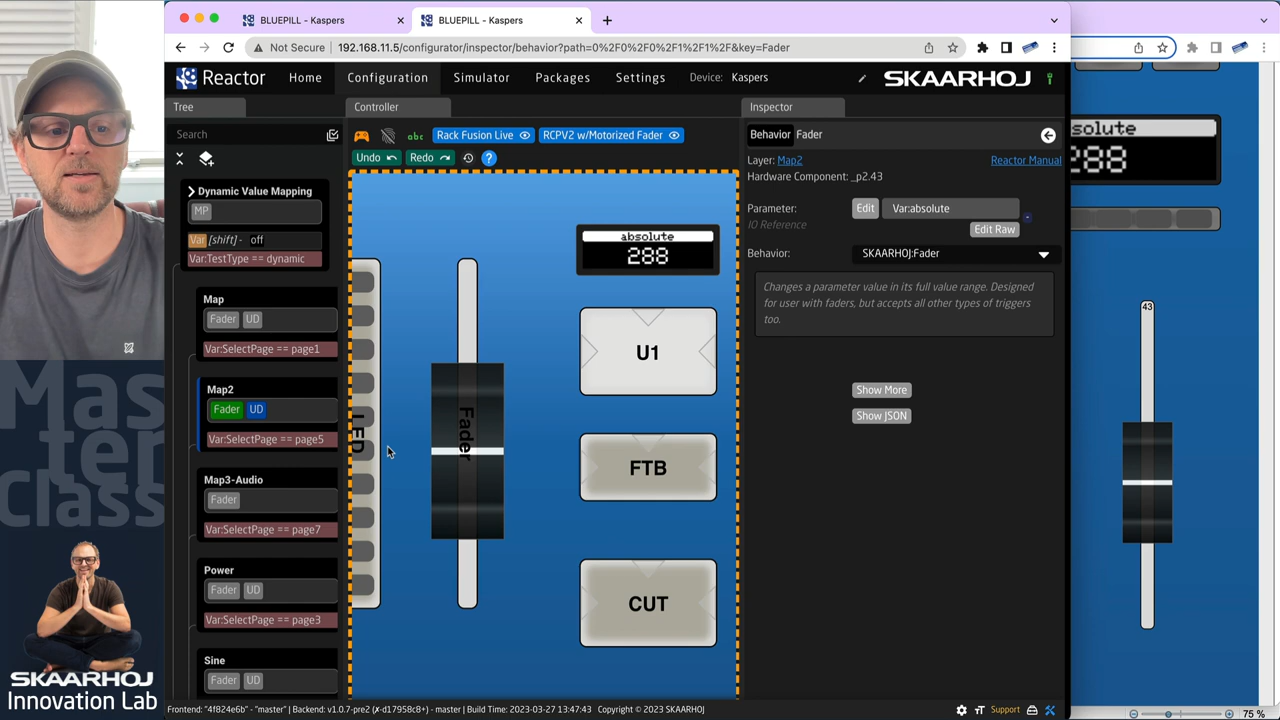 BLUEPILL - Kaspers
BLUEPILL - Kaspers
Not Secure 192.168.11.5/configurator/inspector/behavior?path=0%2F0%2F0%2F1%2F1%2F&key=Fader
Reactor Home Configuration Simulator Packages Settings Device: Kaspers SKAARHOJ
Tree Controller Inspector
Search
abc Rack Fusion Live RCPV2 w/Motorized Fader
Undo Redo ?
Dynamic Value Mapping
MP
Var [shift] - off
Var:TestType == dynamic
Map
Fader UD
Var:SelectPage == page1
Map2
Fader UD
Var:SelectPage == page5
Map3-Audio
Fader
Var:SelectPage == page7
Power
Fader UD
Var:SelectPage == page3
Sine
Fader UD
LED
Fader
absolute
288
U1
FTB
CUT
Behavior Fader
Layer: Map2 Reactor Manual
Hardware Component: _p2.43
Parameter: Edit Var:absolute
IO Reference Edit Raw
Behavior: SKAARHOJ:Fader
Changes a parameter value in its full value range. Designed
for user with faders, but accepts all other types of triggers
too.
Show More
Show JSON
solute
288
43
Master Class
SKAARHOJ
Innovation Lab
Frontend: "4f824e6b" - "master" | Backend: v1.0.7-pre2 (✗-d17958c8+) - master | Build Time: 2023-03-27 13:47:43 Copyright © 2023 SKAARHOJ
Support
75 %